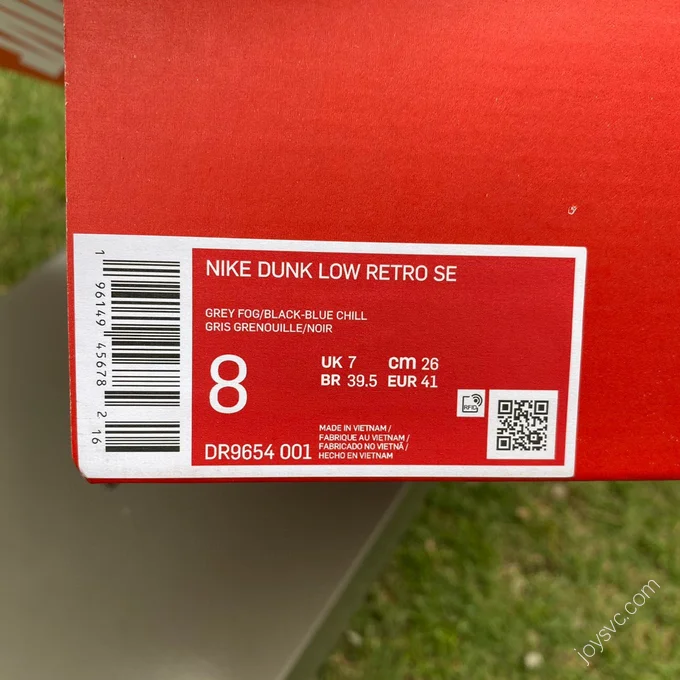 NIKE DUNK LOW RETRO SE
GREY FOG/BLACK-BLUE CHILL
GRIS GRENOUILLE/NOIR
8
UK 7 cm 26
BR 39.5 EUR 41
DR9654 001
MADE IN VIETNAM /
FABRIQUE AU VIETNAM /
FABRICADO NO VIETNÃ /
HECHO EN VIETNAM
RFID
1 96149 45678 2 16
joysvc.com